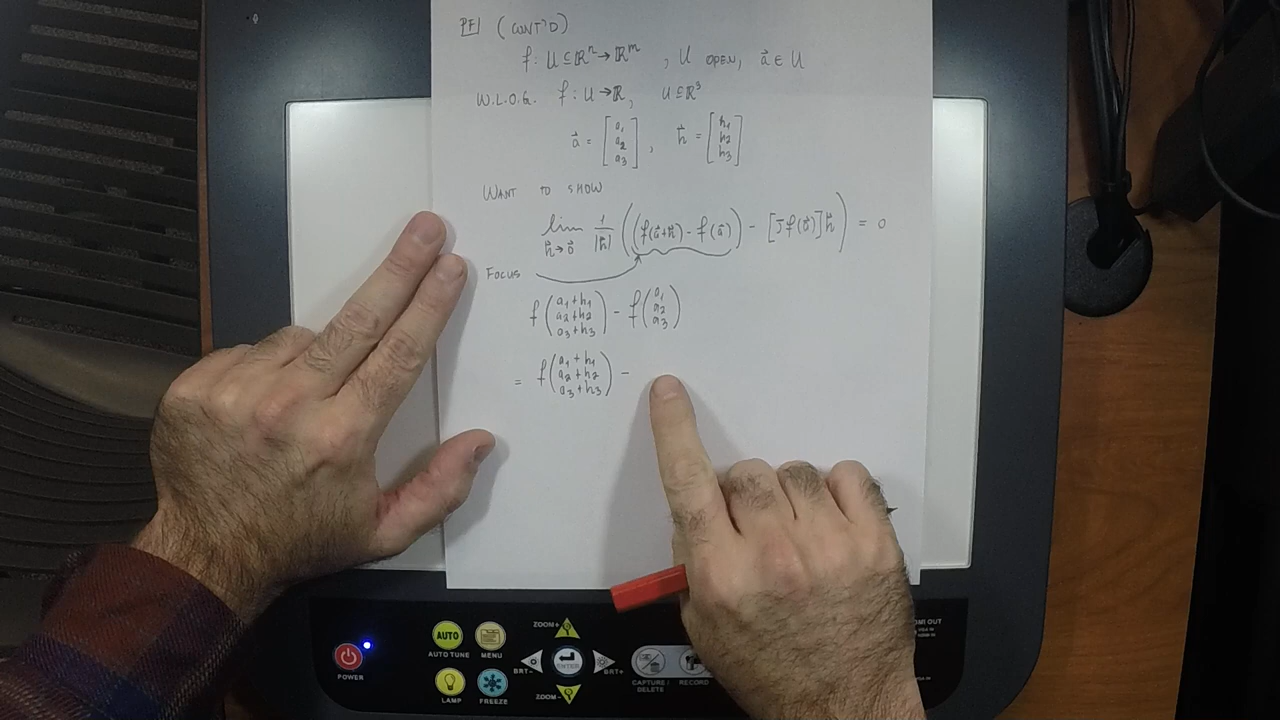 PF (CONT'D)
f: U ⊆ ℝⁿ → ℝᵐ , U OPEN, a⃗ ∈ U
W.L.O.G. f: U → ℝ, U ⊆ ℝ³
a⃗ = [a₁ a₂ a₃], h⃗ = [h₁ h₂ h₃]
WANT TO SHOW
lim h⃗→0⃗ 1/|h⃗| ((f(a⃗+h⃗) - f(a⃗)) - [Jf(a⃗)]h⃗) = 0
FOCUS
f(a₁+h₁ a₂+h₂ a₃+h₃) - f(a₁ a₂ a₃)
= f(a₁+h₁ a₂+h₂ a₃+h₃) -
ZOOM+
AUTO
AUTO TUNE
MENU
BRT-
ENTER
BRT+
CAPTURE / DELETE
RECORD
POWER
LAMP
FREEZE
ZOOM-